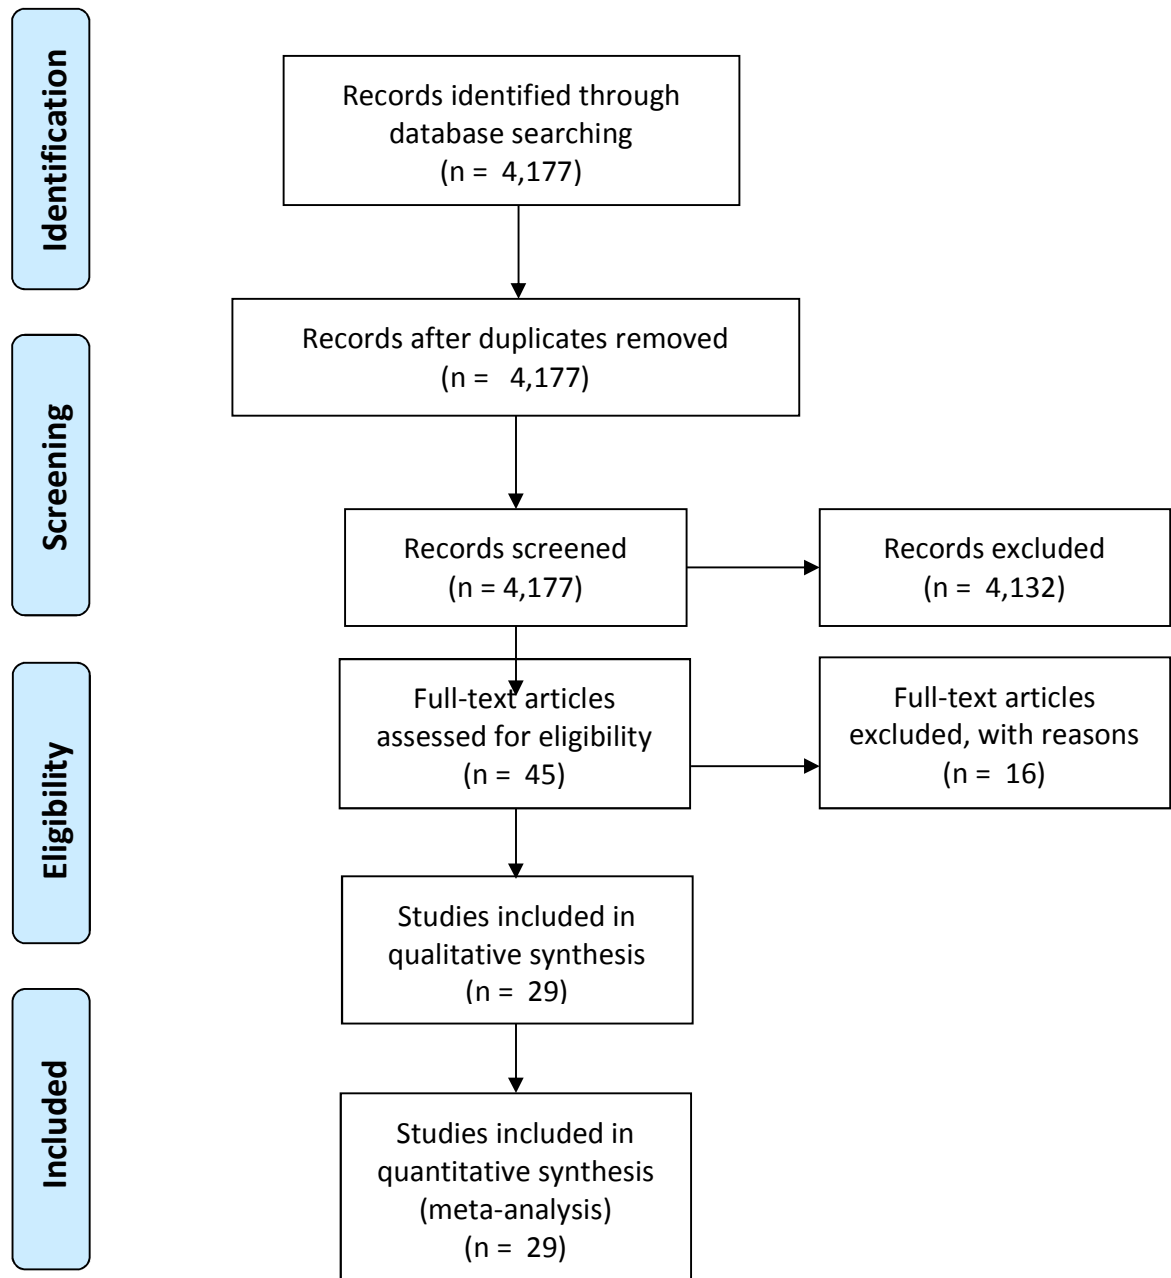 Identification
Records identified through
database searching
(n = 4,177)
Records after duplicates removed
(n = 4,177)
Screening
Records screened
(n = 4,177)
Records excluded
(n = 4,132)
Eligibility
Full-text articles
assessed for eligibility
(n = 45)
Full-text articles
excluded, with reasons
(n = 16)
Studies included in
qualitative synthesis
(n = 29)
Included
Studies included in
quantitative synthesis
(meta-analysis)
(n = 29)